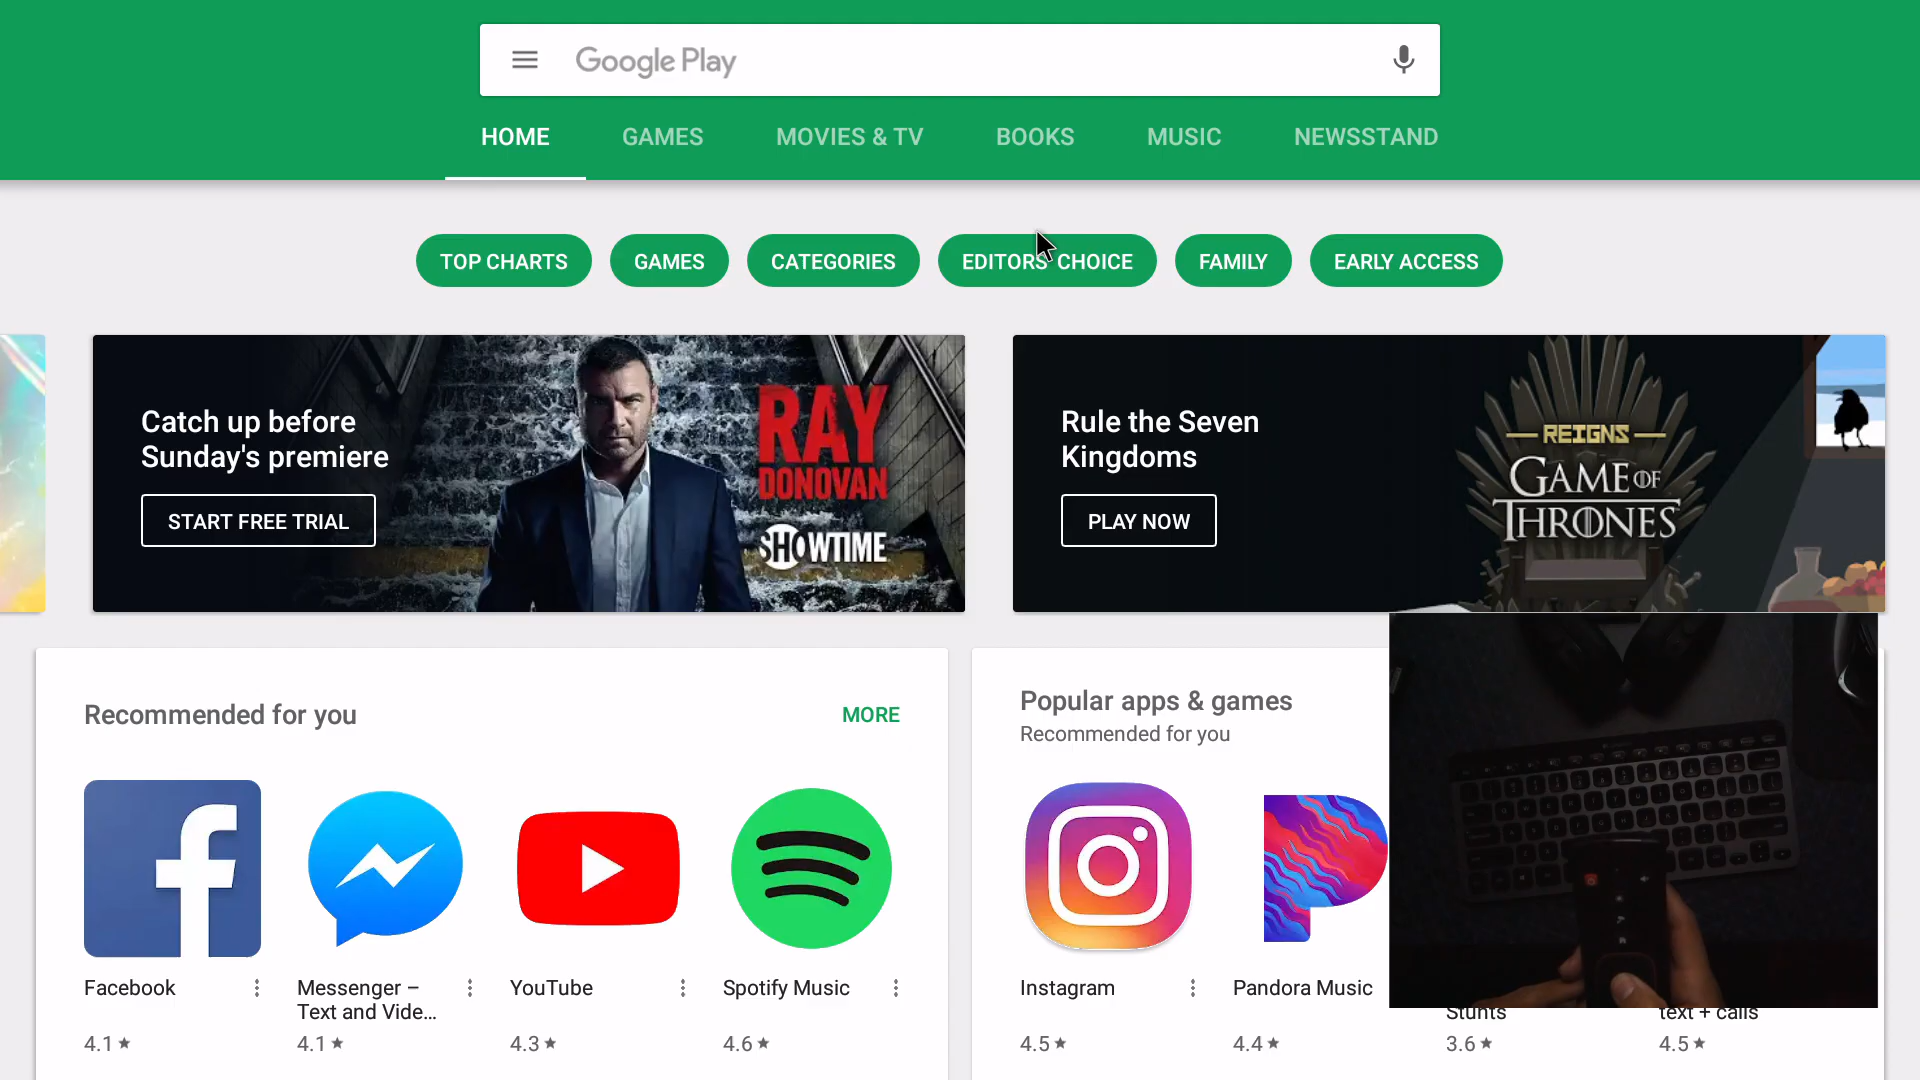 Google Play
HOME GAMES MOVIES & TV BOOKS MUSIC NEWSSTAND
TOP CHARTS GAMES CATEGORIES EDITORS' CHOICE FAMILY EARLY ACCESS
Catch up before
Sunday's premiere
START FREE TRIAL
RAY
DONOVAN
SHOWTIME
Rule the Seven
Kingdoms
PLAY NOW
REIGNS
GAME OF
THRONES
Recommended for you
MORE
Popular apps & games
Recommended for you
Facebook
4.1
Messenger –
Text and Vide...
4.1
YouTube
4.3
Spotify Music
4.6
Instagram
4.5
Pandora Music
4.4
Stunts
3.6
text + calls
4.5